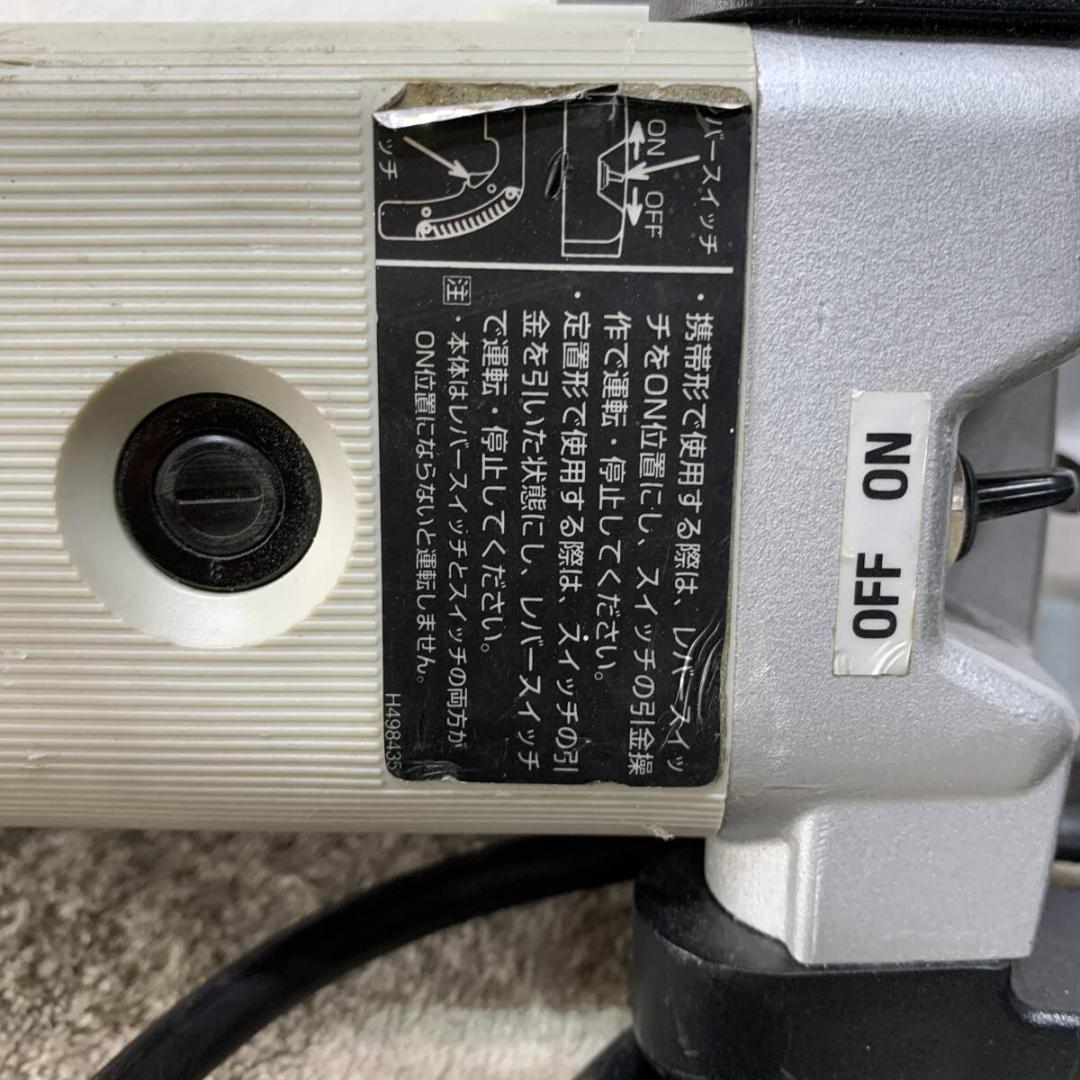 バースイッチ
ON
OFF
ッチ
・携帯形で使用する際は、レバースイッ
チをON位置にし、スイッチの引金操
作で運転・停止してください。
・定置形で使用する際は、スイッチの引
金を引いた状態にし、レバースイッチ
で運転・停止してください。
注・本体はレバースイッチとスイッチの両方が
ON位置にならないと運転しません。
H498435
OFF ON